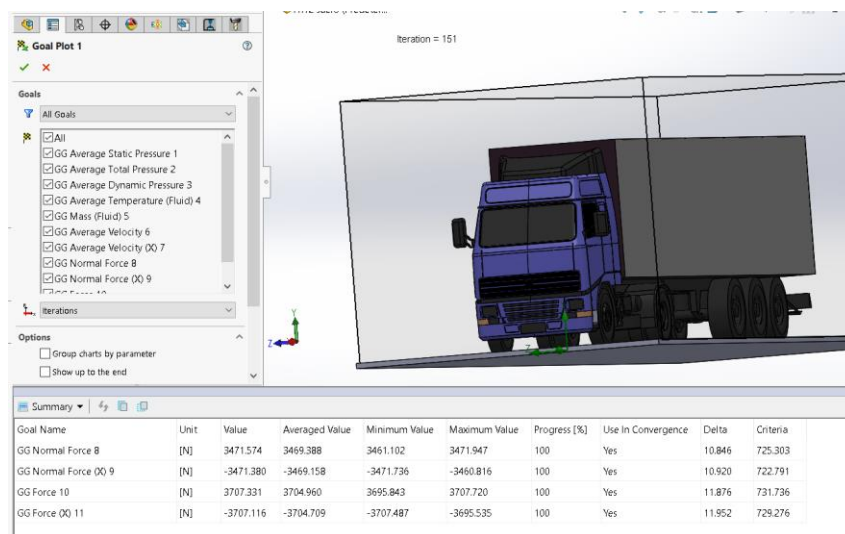 Iteration = 151
Goal Plot 1
Goals
All Goals
All
GG Average Static Pressure 1
GG Average Total Pressure 2
GG Average Dynamic Pressure 3
GG Average Temperature (Fluid) 4
GG Mass (Fluid) 5
GG Average Velocity 6
GG Average Velocity (X) 7
GG Normal Force 8
GG Normal Force (X) 9
Iterations
Options
Group charts by parameter
Show up to the end
Y
Z
Z
Summary
Goal Name Unit Value Averaged Value Minimum Value Maximum Value Progress [%] Use In Convergence Delta Criteria
GG Normal Force 8 [N] 3471.574 3469.388 3461.102 3471.947 100 Yes 10.846 725.303
GG Normal Force (X) 9 [N] -3471.380 -3469.158 -3471.736 -3460.816 100 Yes 10.920 722.791
GG Force 10 [N] 3707.331 3704.960 3695.843 3707.720 100 Yes 11.876 731.736
GG Force (X) 11 [N] -3707.116 -3704.709 -3707.487 -3695.535 100 Yes 11.952 729.276